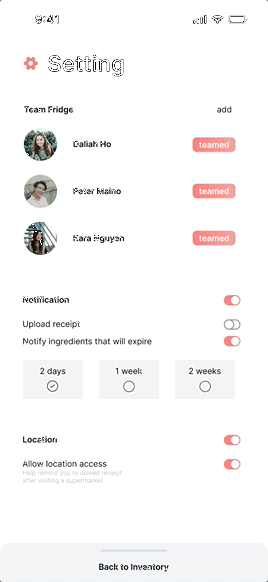 9:41
Setting
Team Fridge add
Daliah Ho teamed
Peter Maino teamed
Kara Nguyen teamed
Notification
Upload receipt
Notify ingredients that will expire
2 days 1 week 2 weeks
Location
Allow location access
Help remind you to upload receipt
after visiting a supermarket
Back to Inventory